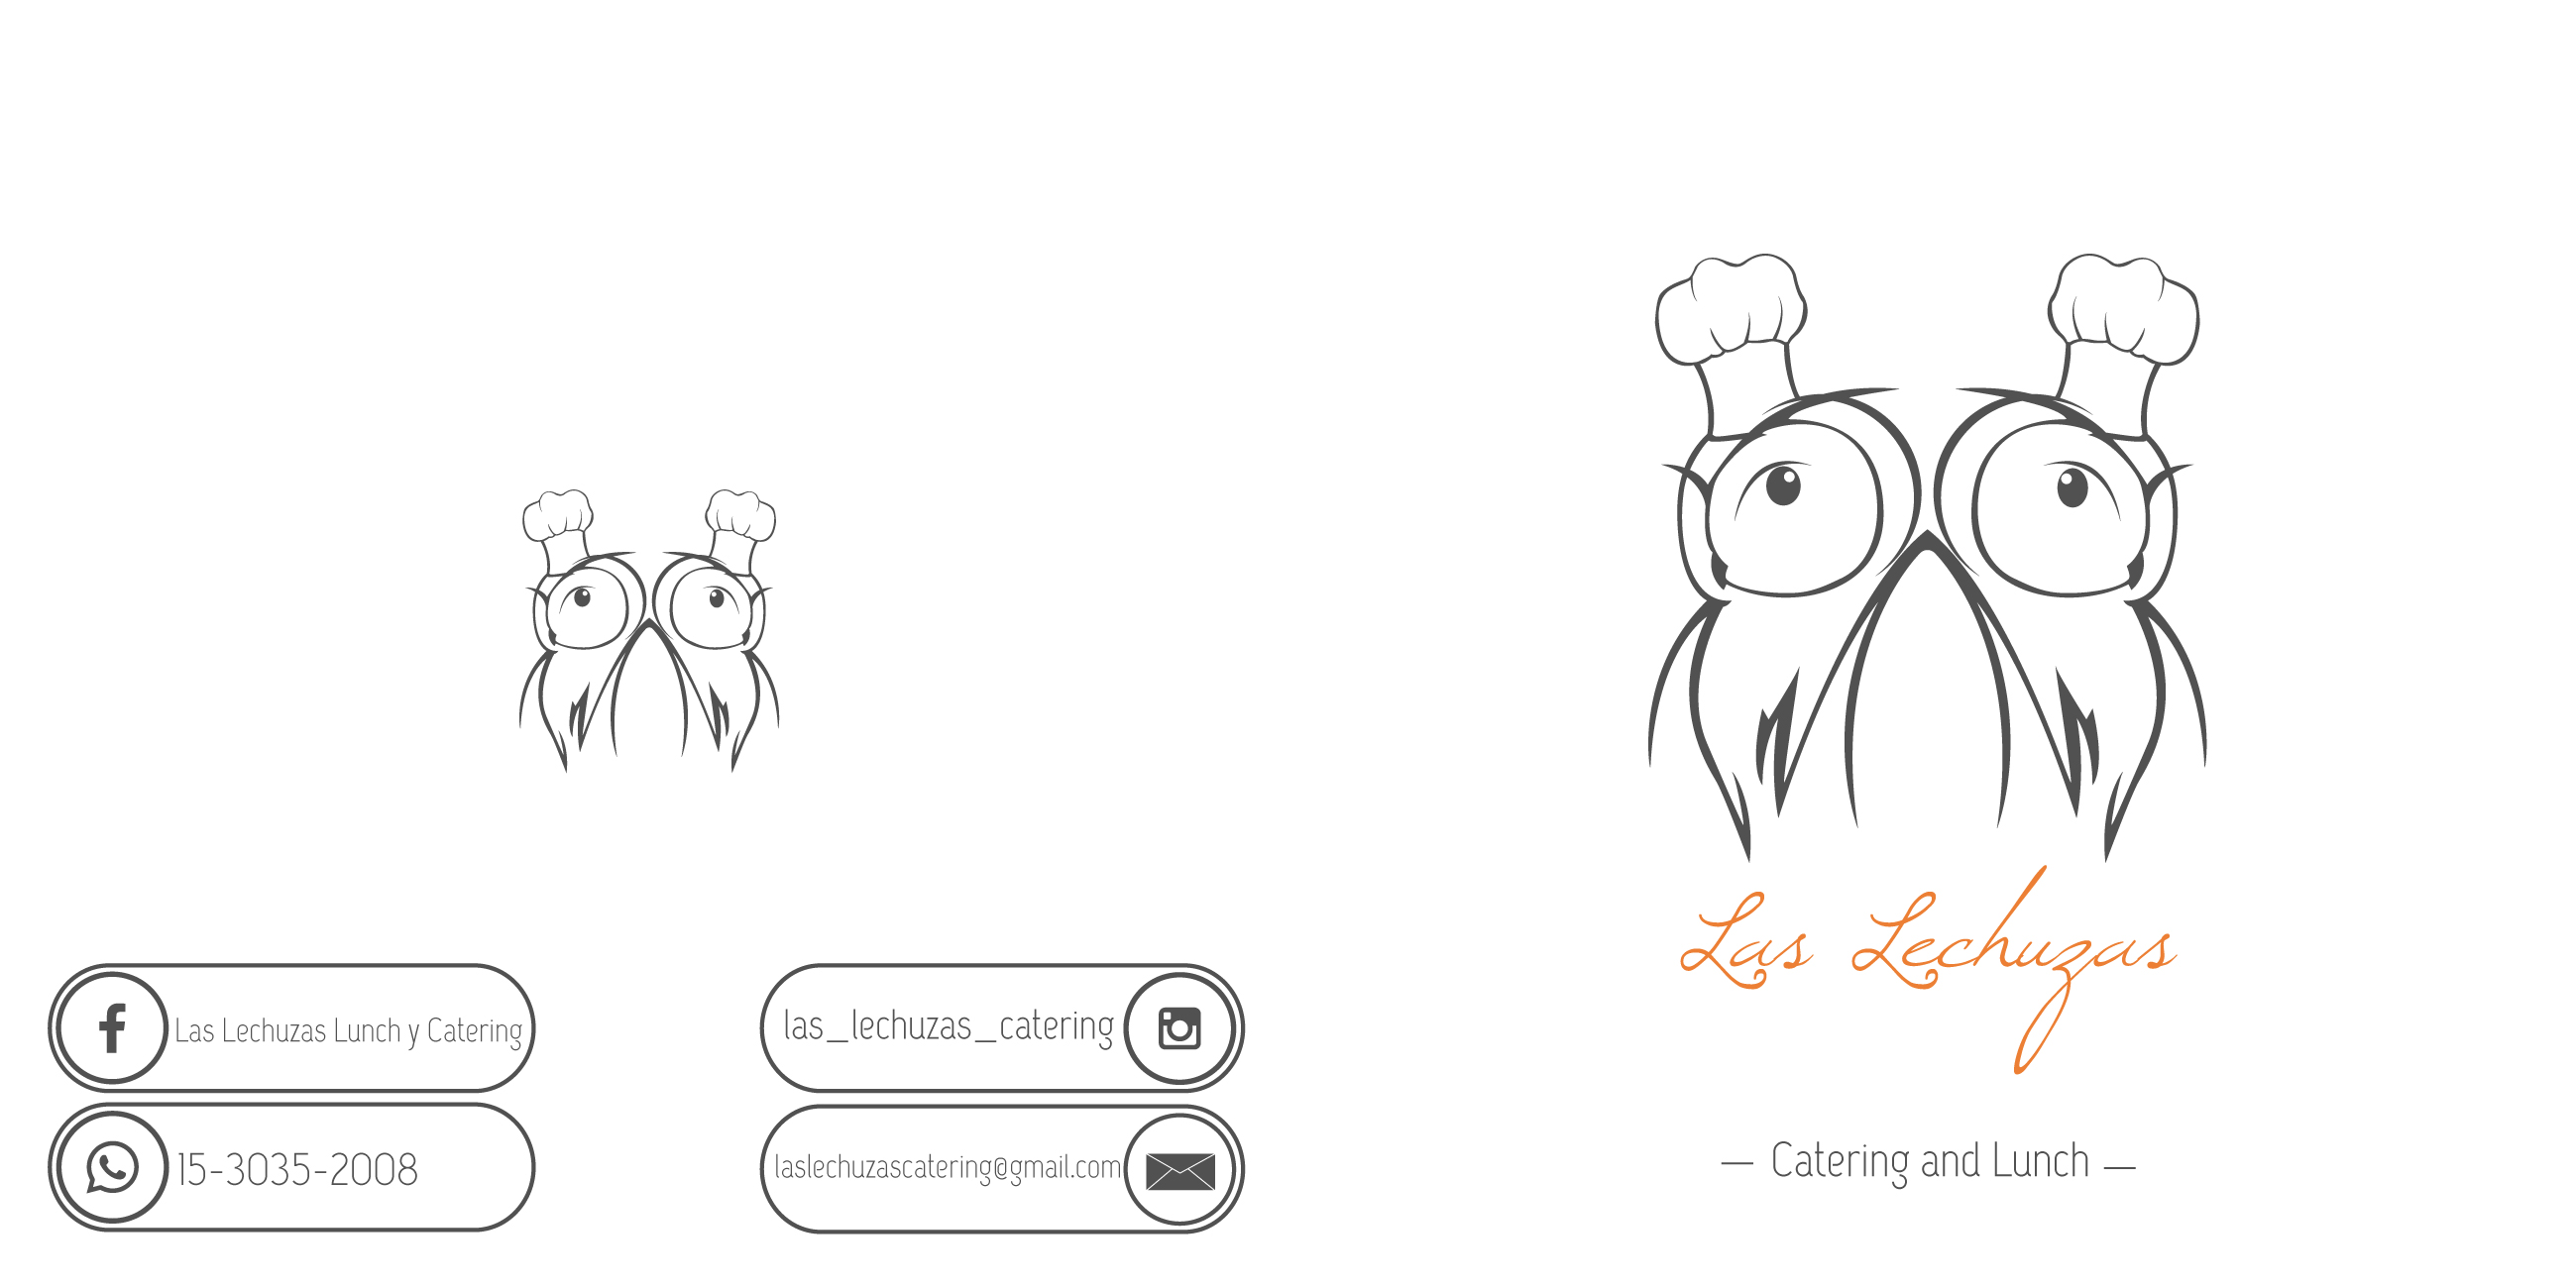 Las Lechuzas Lunch y Catering
15-3035-2008
las_lechuzas_catering
laslechuzascatering@gmail.com
Las Lechuzas
— Catering and Lunch —